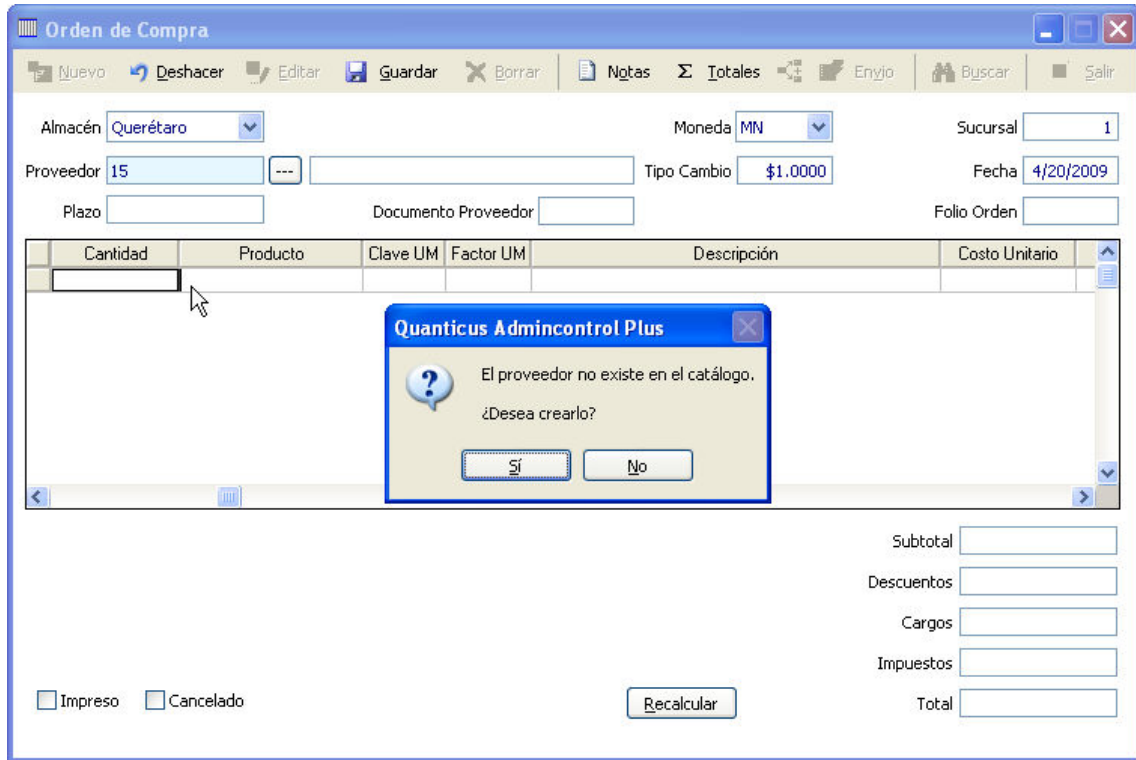 Orden de Compra
Nuevo Deshacer Editar Guardar Borrar Notas Σ Totales Envio Buscar Salir
Almacén Querétaro Moneda MN Sucursal 1
Proveedor 15 --- Tipo Cambio $1.0000 Fecha 4/20/2009
Plazo Documento Proveedor Folio Orden
Cantidad Producto Clave UM Factor UM Descripción Costo Unitario
Quanticus Admincontrol Plus
El proveedor no existe en el catálogo.
¿Desea crearlo?
Sí No
Subtotal
Descuentos
Cargos
Impuestos
Impreso Cancelado Recalcular Total